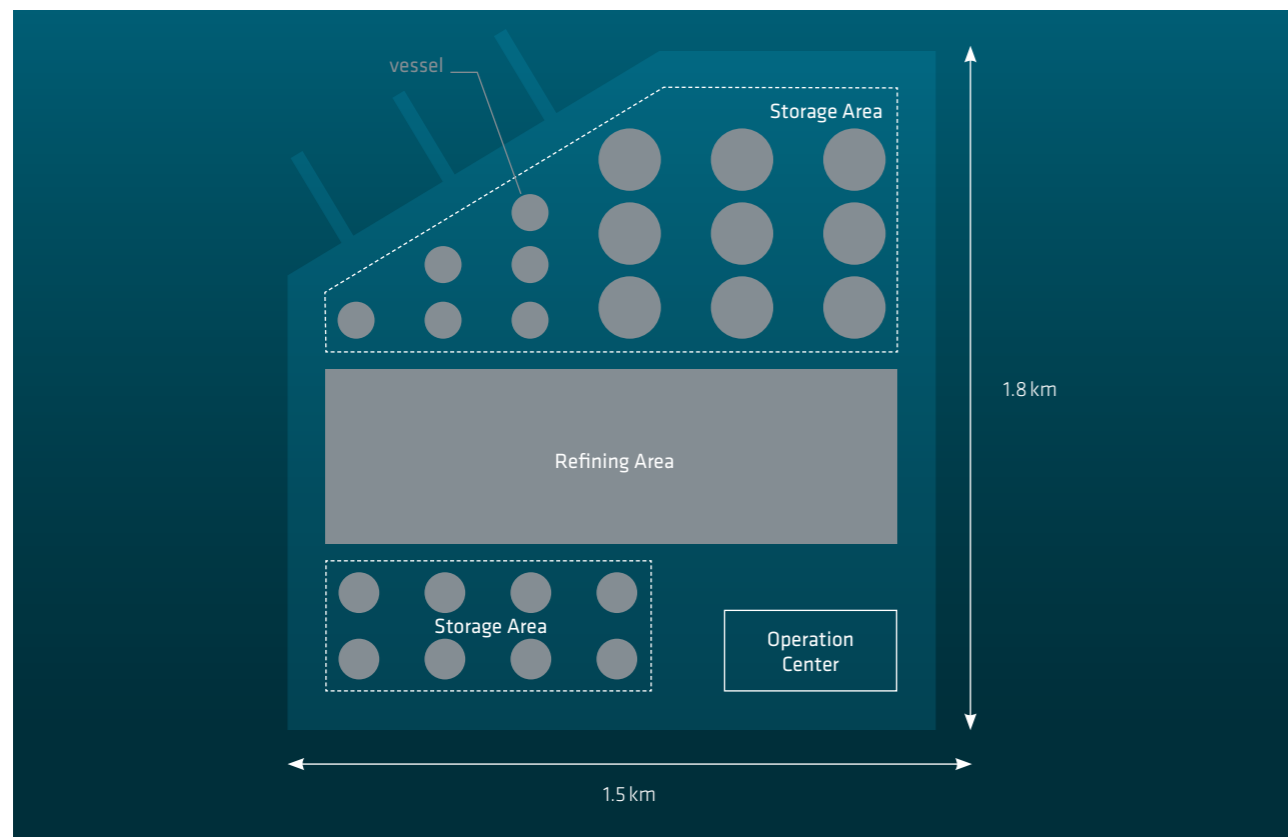 vessel
Storage Area
1.8 km
Refining Area
Storage Area
Operation
Center
1.5 km